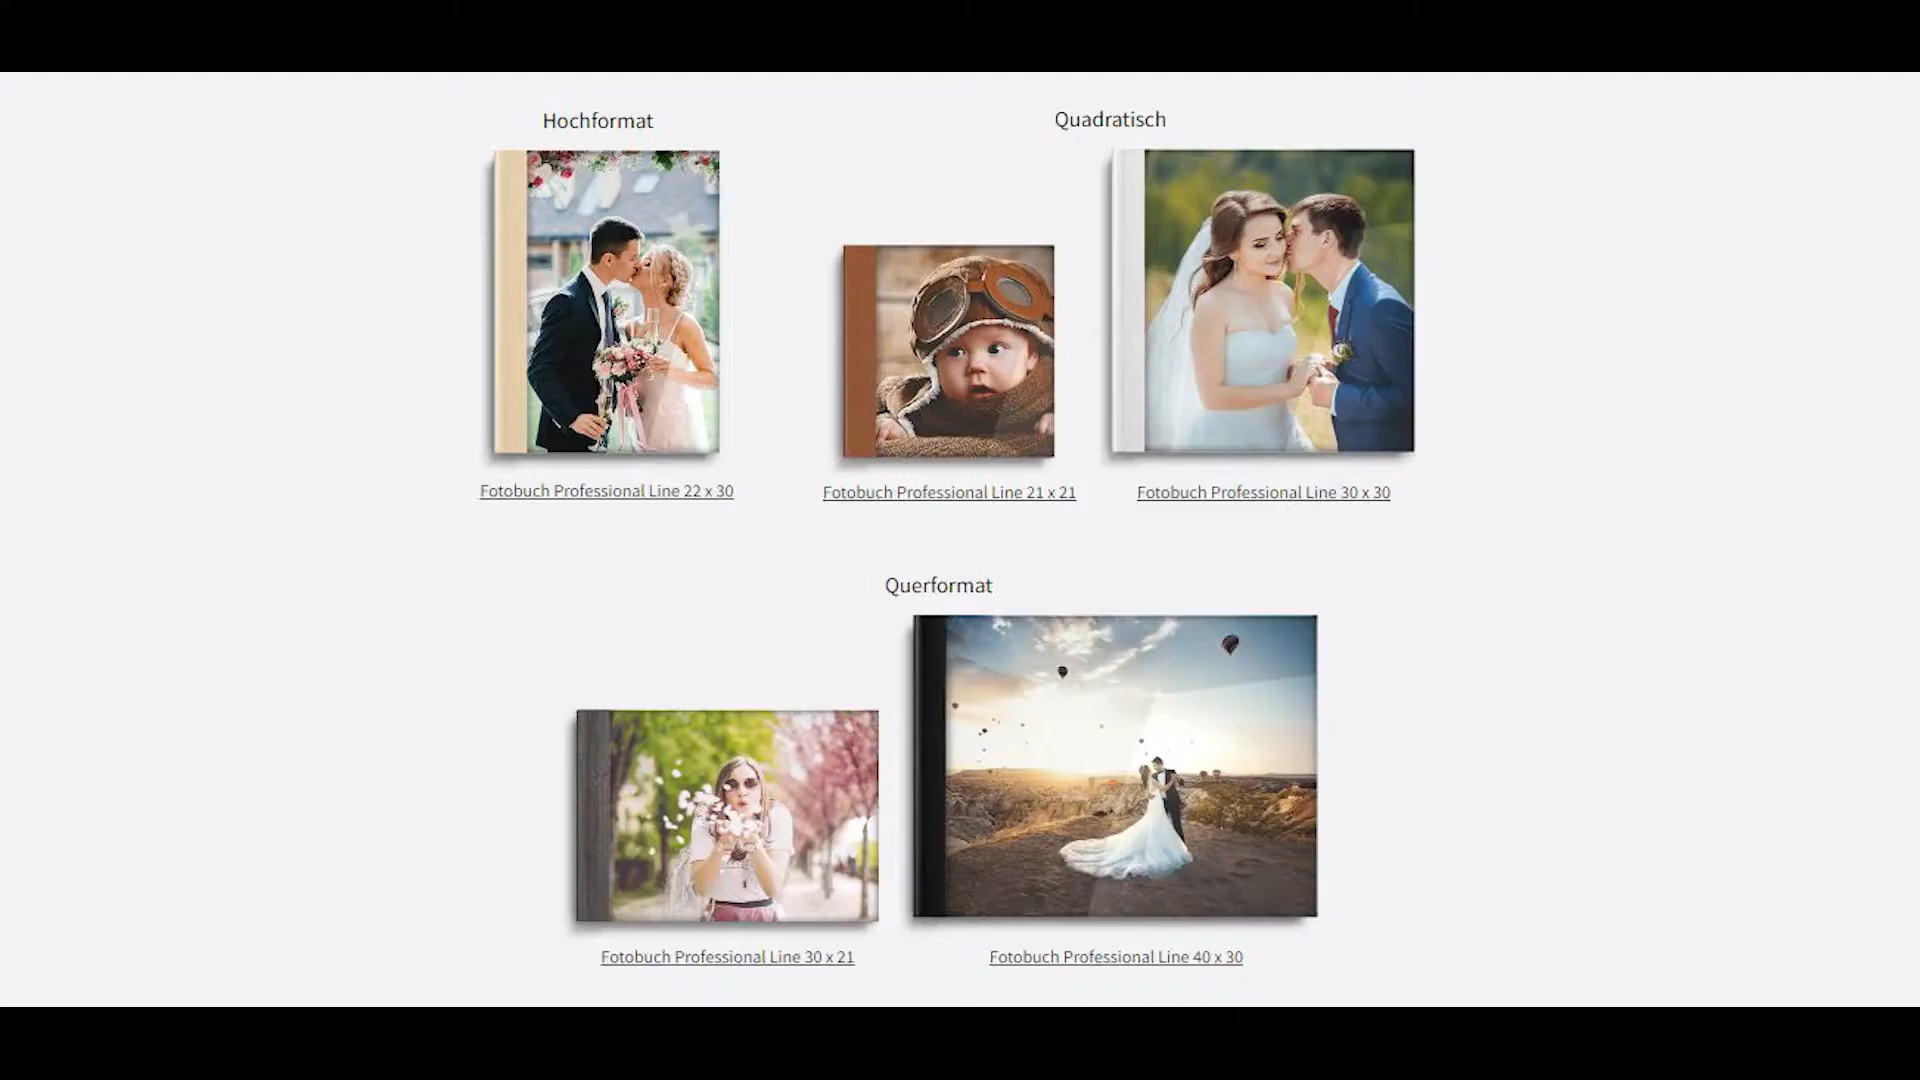 Hochformat
Quadratisch
Fotobuch Professional Line 22 x 30
Fotobuch Professional Line 21 x 21
Fotobuch Professional Line 30 x 30
Querformat
Fotobuch Professional Line 30 x 21
Fotobuch Professional Line 40 x 30